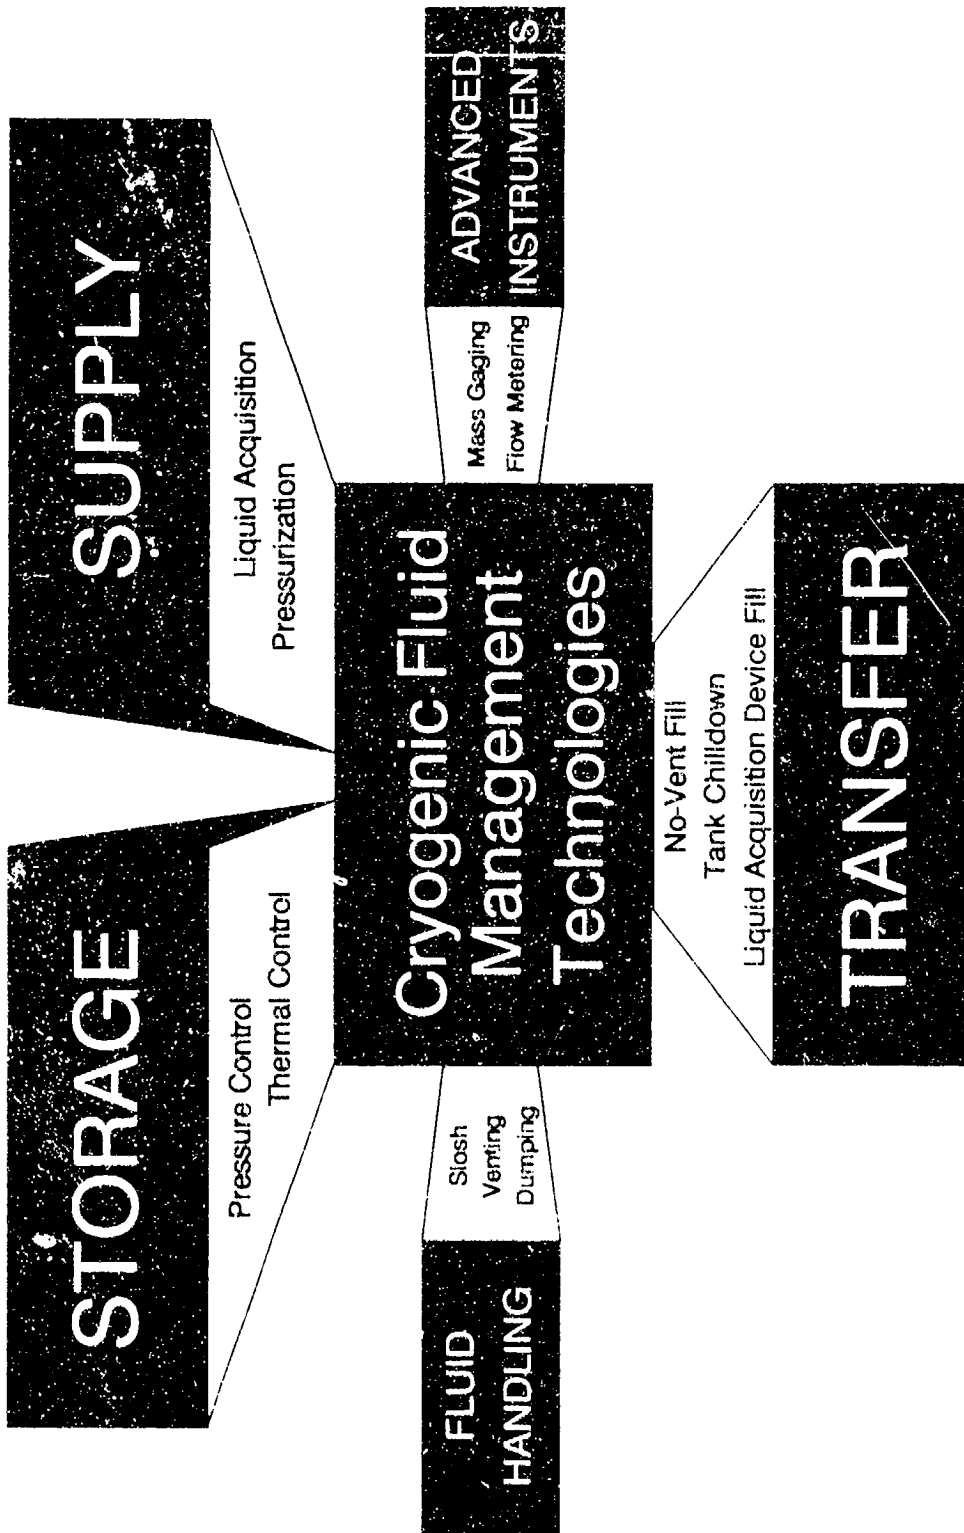 STORAGE
Pressure Control
Thermal Control
SUPPLY
Liquid Acquisition
Pressurization
FLUID
HANDLING
Slosh
Venting
Dumping
Cryogenic Fluid
Management
Technologies
Mass Gaging
Flow Metering
ADVANCED
INSTRUMENTS
No-Vent Fill
Tank Chilldown
Liquid Acquisition Device Fill
TRANSFER